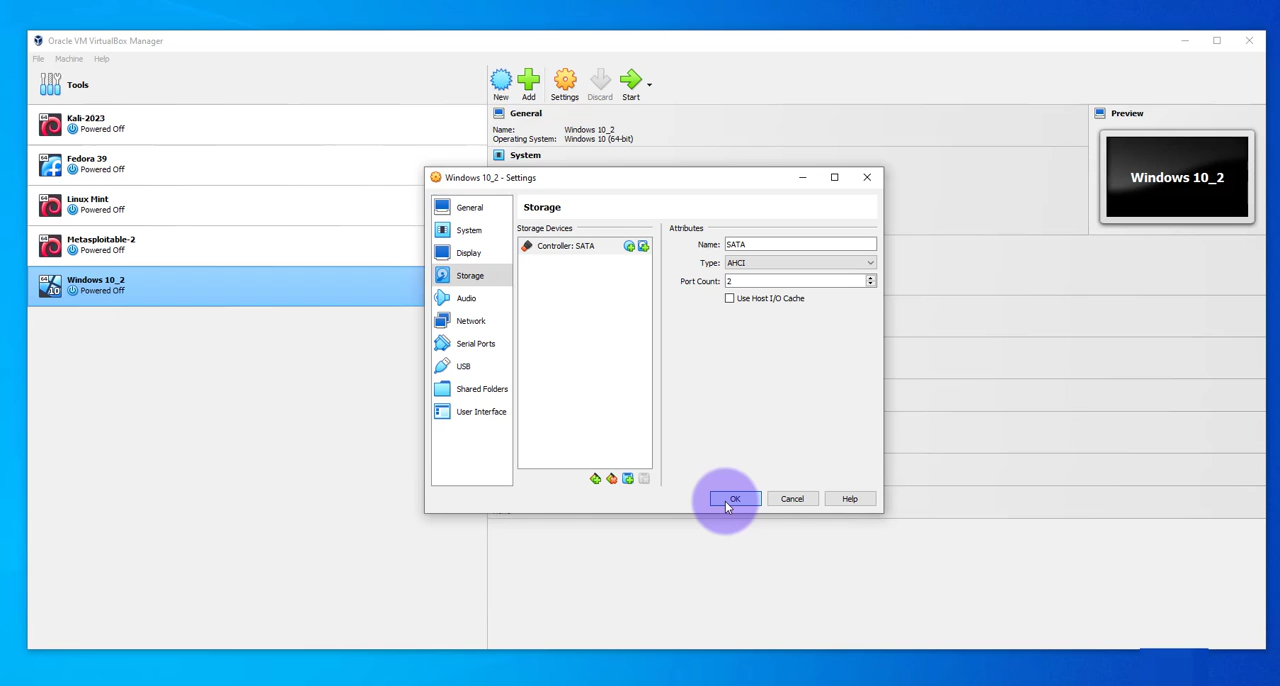 Oracle VM VirtualBox Manager
File Machine Help
Tools
New Add Settings Discard Start
Kali-2023
Powered Off
Fedora 39
Powered Off
Linux Mint
Powered Off
Metasploitable-2
Powered Off
Windows 10_2
Powered Off
General
Name: Windows 10_2
Operating System: Windows 10 (64-bit)
System
Preview
Windows 10_2
Windows 10_2 - Settings
General
System
Display
Storage
Audio
Network
Serial Ports
USB
Shared Folders
User Interface
Storage
Storage Devices
Controller: SATA
Attributes
Name: SATA
Type: AHCI
Port Count: 2
Use Host I/O Cache
OK Cancel Help